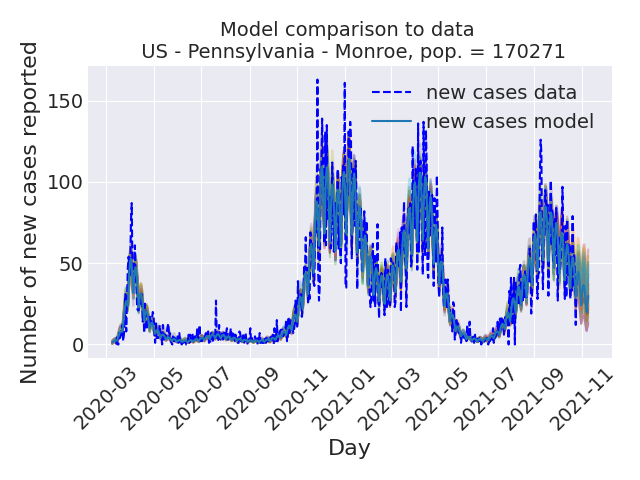 Model comparison to data
US - Pennsylvania - Monroe, pop. = 170271
Number of new cases reported
150
100
50
0
new cases data
new cases model
2020-03
2020-05
2020-07
2020-09
2020-11
2021-01
2021-03
2021-05
2021-07
2021-09
2021-11
Day